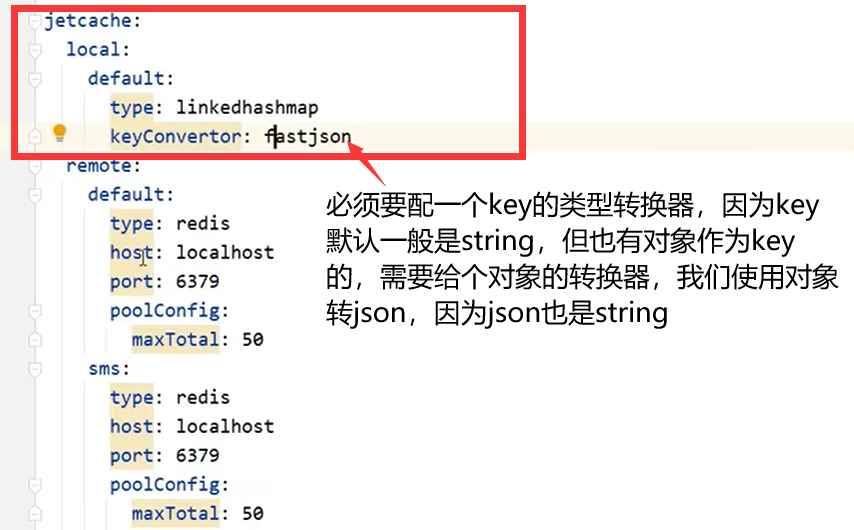 jetcache:
local:
default:
type: linkedhashmap
keyConvertor: fastjson
remote:
default:
type: redis
host: localhost
port: 6379
poolConfig:
maxTotal: 50
sms:
type: redis
host: localhost
port: 6379
poolConfig:
maxTotal: 50
必须要配一个key的类型转换器，因为key
默认一般是string，但也有对象作为key
的，需要给个对象的转换器，我们使用对象
转json，因为json也是string